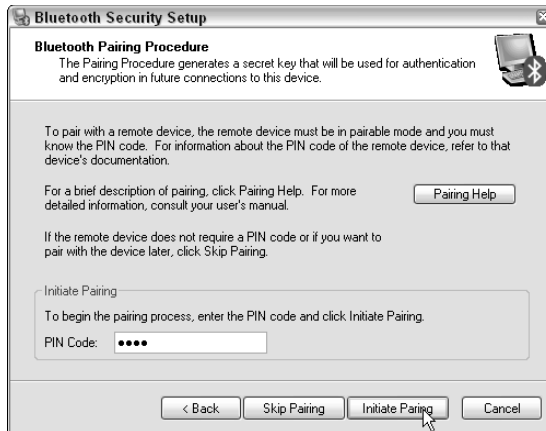 Bluetooth Security Setup
Bluetooth Pairing Procedure
The Pairing Procedure generates a secret key that will be used for authentication
and encryption in future connections to this device.
To pair with a remote device, the remote device must be in pairable mode and you must
know the PIN code. For information about the PIN code of the remote device, refer to that
device's documentation.
For a brief description of pairing, click Pairing Help. For more
detailed information, consult your user's manual.
Pairing Help
If the remote device does not require a PIN code or if you want to
pair with the device later, click Skip Pairing.
Initiate Pairing
To begin the pairing process, enter the PIN code and click Initiate Pairing.
PIN Code: ●●●●
< Back Skip Pairing Initiate Paring Cancel